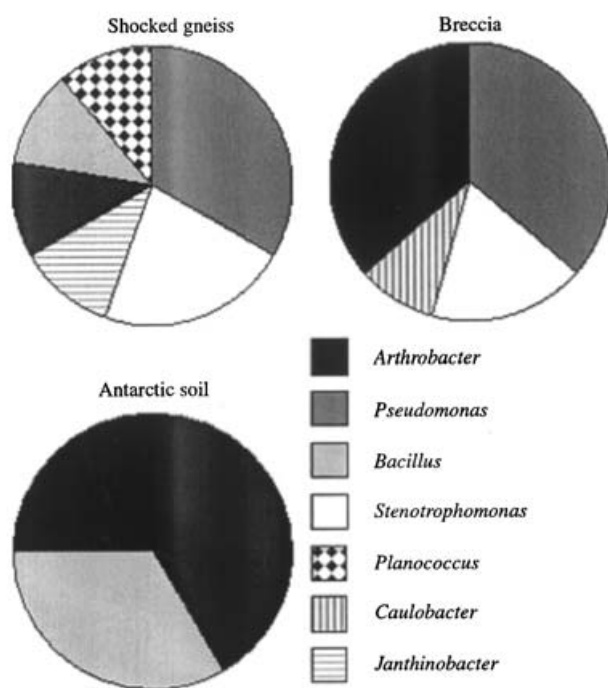 Shocked gneiss
Breccia
Antarctic soil
Arthrobacter
Pseudomonas
Bacillus
Stenotrophomonas
Planococcus
Caulobacter
Janthinobacter